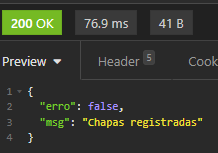 200 OK 76.9 ms 41 B
Preview Header 5 Cook
1 {
2 "erro": false,
3 "msg": "Chapas registradas"
4 }